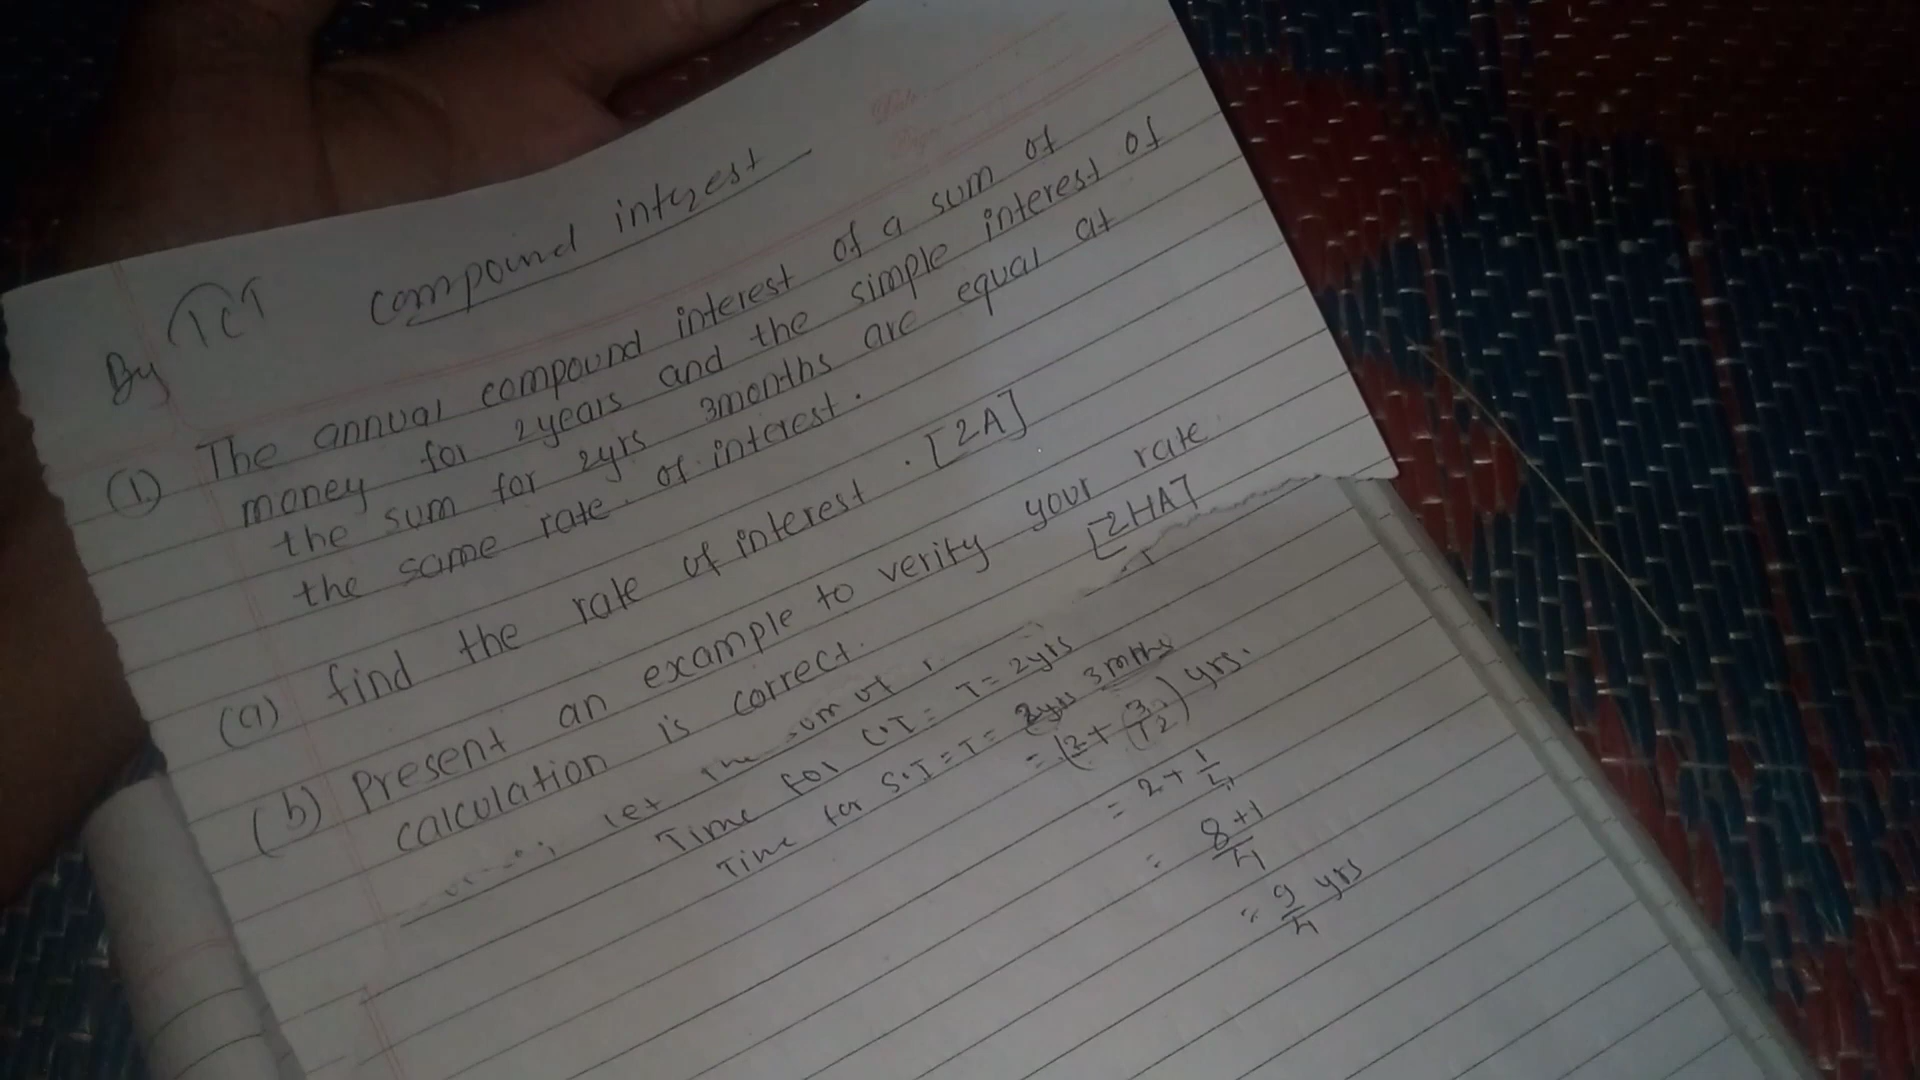 By TCT compound interest
(1.) The annual compound interest of a sum of
money for 2years and the simple interest of
the sum for 2yrs 3months are equal at
the same rate of interest.
(a) find the rate of interest. [2A]
(b) Present an example to verify your rate
calculation is correct. [2HA]
let the sum of
Time for C.I = T = 2yrs
Time for S.I = T = 2yrs 3mths
= (2 + (3/12)) yrs.
= 2 + 1/4
= 8+1/4
= 9/4 yrs